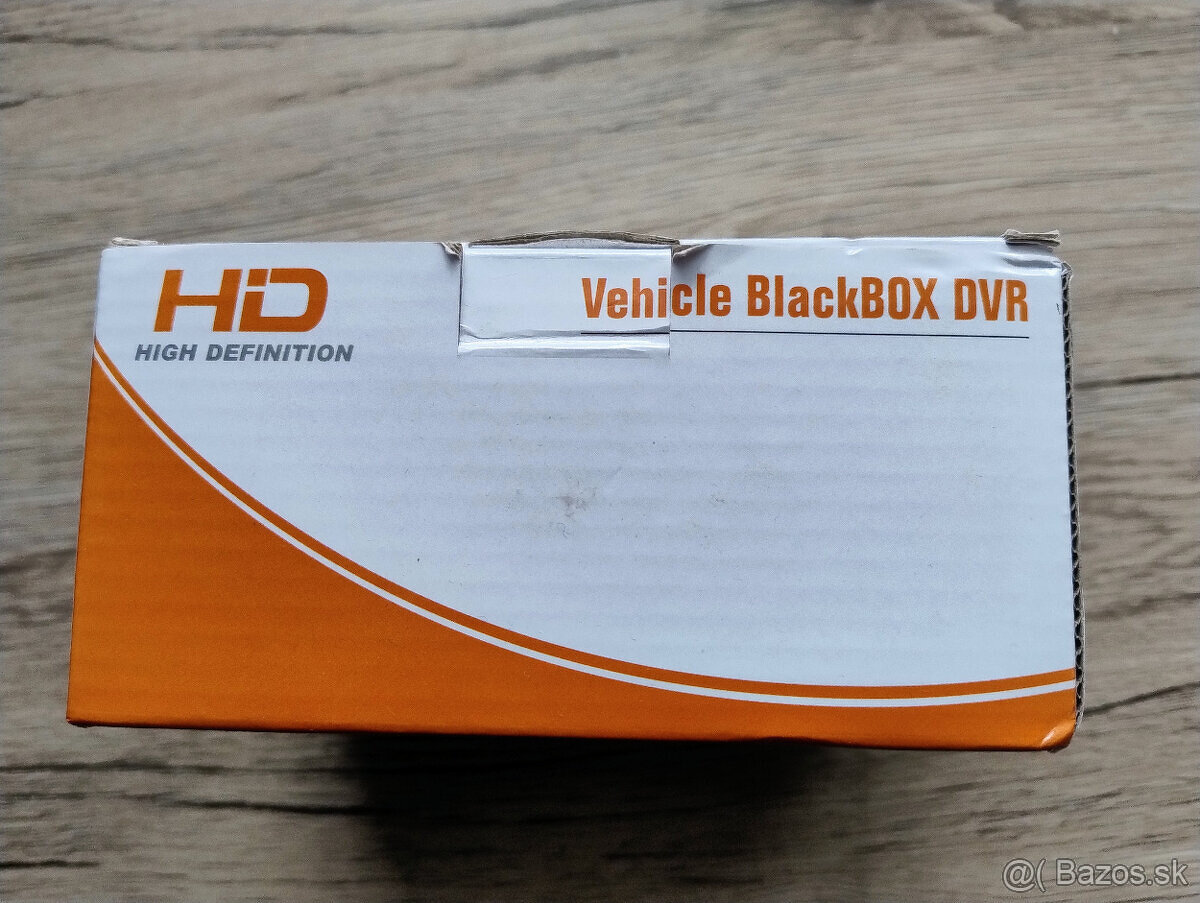 HD
HIGH DEFINITION
Vehicle BlackBOX DVR
@( Bazos.sk